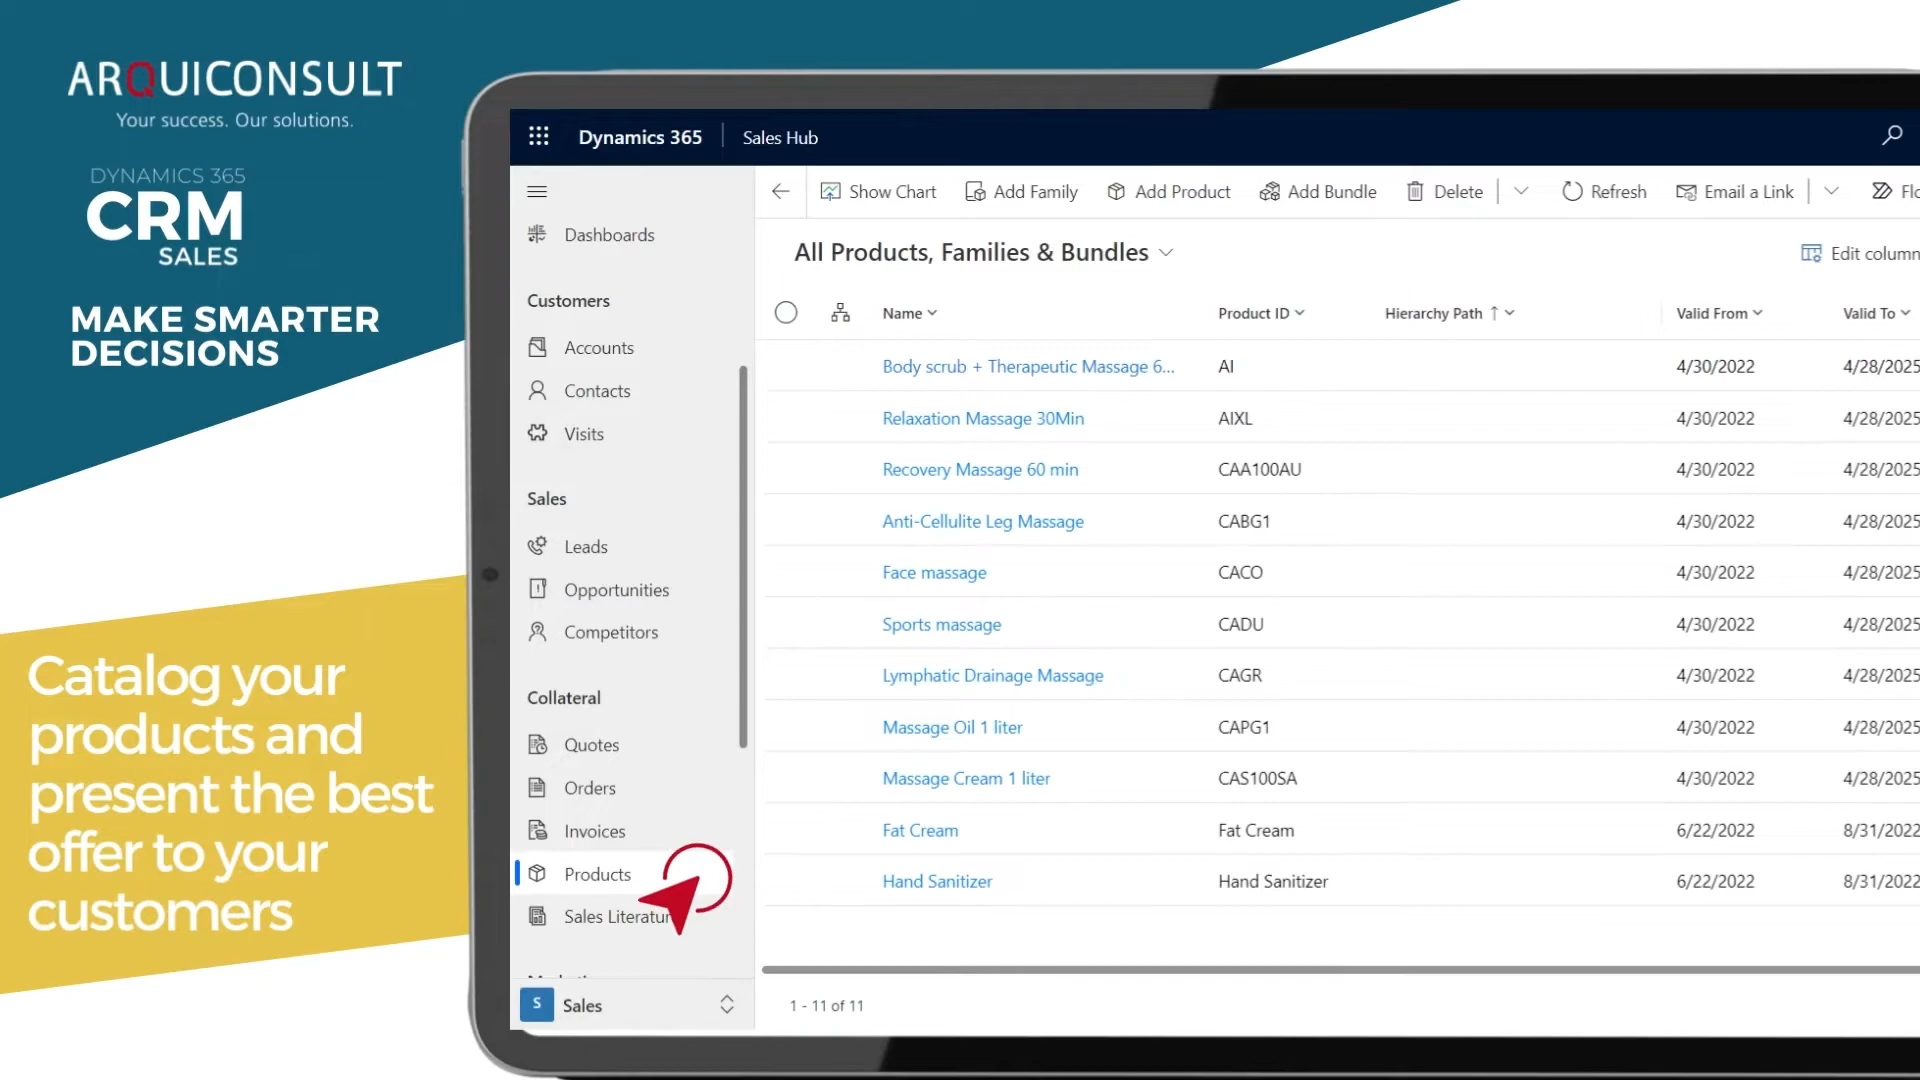 ARQUICONSULT
Your success. Our solutions.
DYNAMICS 365
CRM
SALES
MAKE SMARTER
DECISIONS
Catalog your
products and
present the best
offer to your
customers
Dynamics 365 | Sales Hub
Dashboards
Customers
Accounts
Contacts
Visits
Sales
Leads
Opportunities
Competitors
Collateral
Quotes
Orders
Invoices
Products
Sales Literatur
S Sales
Show Chart Add Family Add Product Add Bundle Delete Refresh Email a Link Flo
All Products, Families & Bundles
Edit column
Name Product ID Hierarchy Path ↑ Valid From Valid To
Body scrub + Therapeutic Massage 6... AI 4/30/2022 4/28/2025
Relaxation Massage 30Min AIXL 4/30/2022 4/28/2025
Recovery Massage 60 min CAA100AU 4/30/2022 4/28/2025
Anti-Cellulite Leg Massage CABG1 4/30/2022 4/28/2025
Face massage CACO 4/30/2022 4/28/2025
Sports massage CADU 4/30/2022 4/28/2025
Lymphatic Drainage Massage CAGR 4/30/2022 4/28/2025
Massage Oil 1 liter CAPG1 4/30/2022 4/28/2025
Massage Cream 1 liter CAS100SA 4/30/2022 4/28/2025
Fat Cream Fat Cream 6/22/2022 8/31/2022
Hand Sanitizer Hand Sanitizer 6/22/2022 8/31/2022
1 - 11 of 11